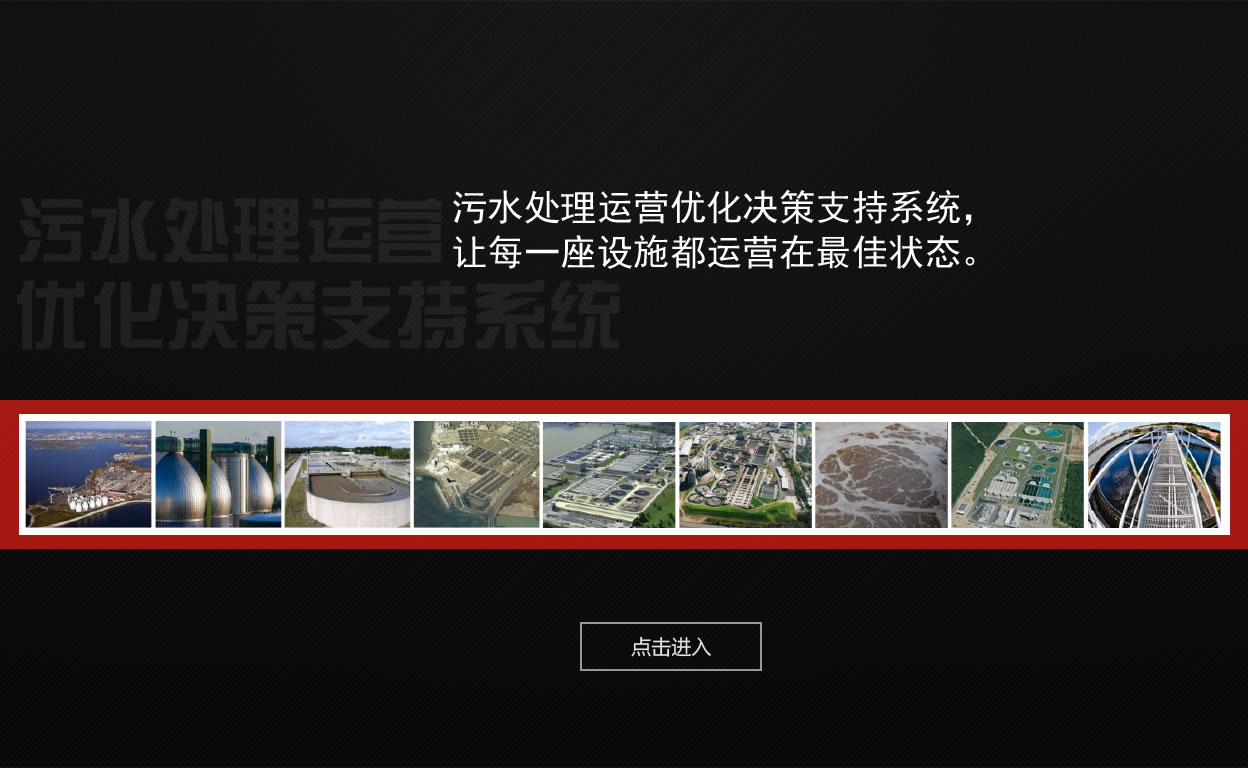 污水处理运营
优化决策支持系统
污水处理运营优化决策支持系统，
让每一座设施都运营在最佳状态。
点击进入